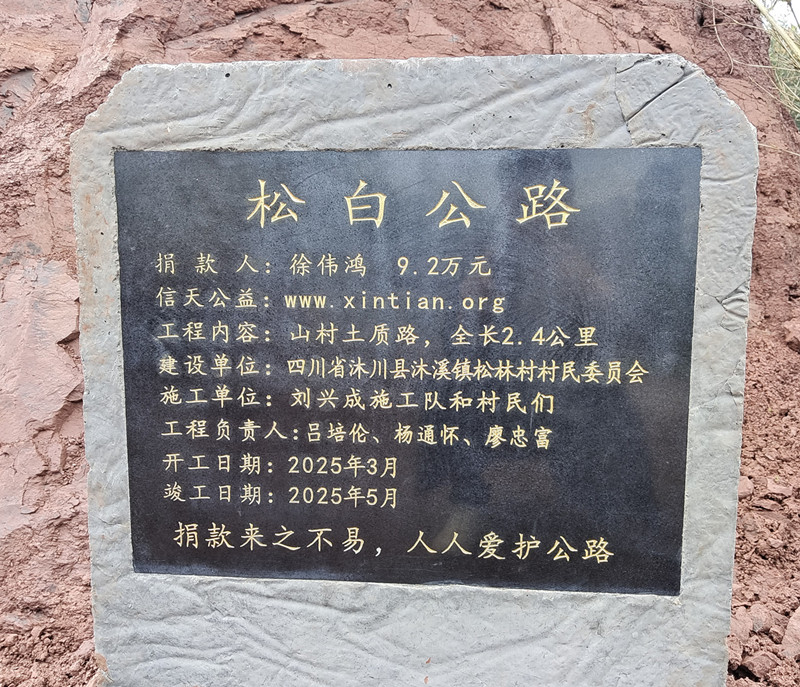 松白公路
捐款人：徐伟鸿 9.2万元
信天公益：www.xintian.org
工程内容：山村土质路，全长2.4公里
建设单位：四川省沐川县沐溪镇松林村村民委员会
施工单位：刘兴成施工队和村民们
工程负责人：吕培伦、杨通怀、廖忠富
开工日期：2025年3月
竣工日期：2025年5月
捐款来之不易，人人爱护公路